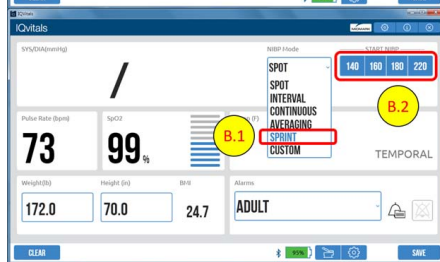 IQvitals
IQvitals
SYS/DIA(mmHg)
/
NIBP Mode
SPOT
SPOT
INTERVAL
CONTINUOUS
AVERAGING
SPRINT
CUSTOM
START NIBP
140 160 180 220
B.1
B.2
Pulse Rate (bpm)
73
SpO2
99%
(F)
TEMPORAL
Weight(lb)
172.0
Height (in)
70.0
BMI
24.7
Alarms
ADULT
CLEAR
95%
SAVE